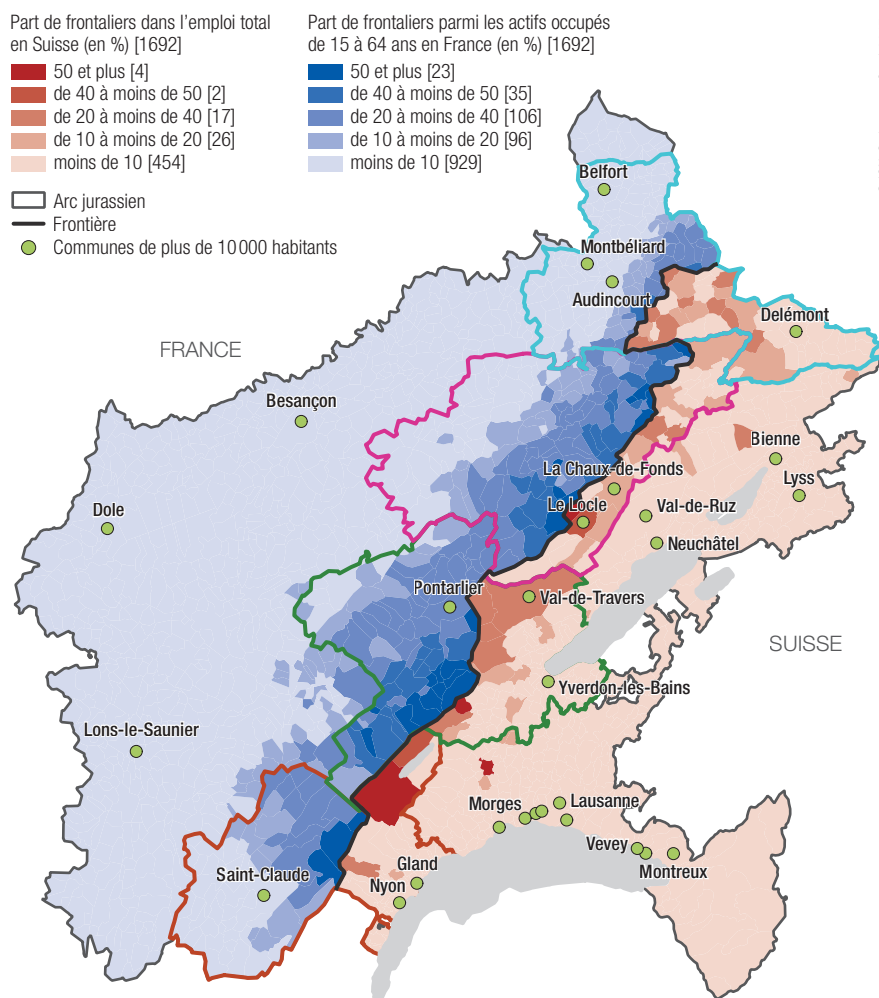 Part de frontaliers dans l'emploi total
en Suisse (en %) [1692]
50 et plus [4]
de 40 à moins de 50 [2]
de 20 à moins de 40 [17]
de 10 à moins de 20 [26]
moins de 10 [454]
Part de frontaliers parmi les actifs occupés
de 15 à 64 ans en France (en %) [1692]
50 et plus [23]
de 40 à moins de 50 [35]
de 20 à moins de 40 [106]
de 10 à moins de 20 [96]
moins de 10 [929]
Arc jurassien
Frontière
Communes de plus de 10 000 habitants
Belfort
Montbéliard
Audincourt
Delémont
FRANCE
Besançon
Bienne
La Chaux-de-Fonds
Lyss
Le Locle
Val-de-Ruz
Dole
Neuchâtel
Pontarlier
Val-de-Travers
SUISSE
Yverdon-les-Bains
Lons-le-Saunier
Morges
Lausanne
Vevey
Montreux
Gland
Saint-Claude
Nyon